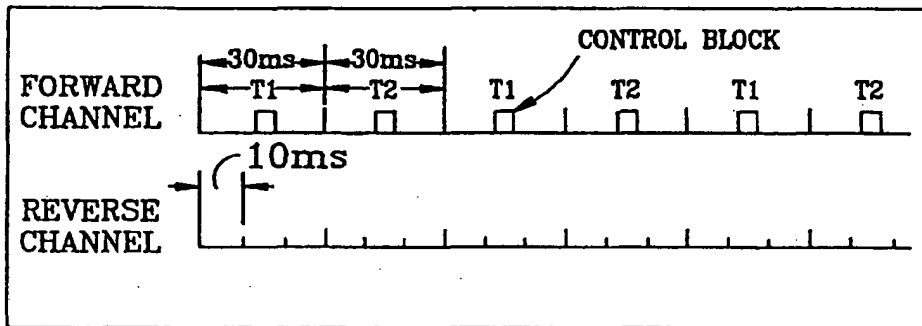 CONTROL BLOCK
30ms 30ms
FORWARD CHANNEL
T1 T2 T1 T2 T1 T2
10ms
REVERSE CHANNEL